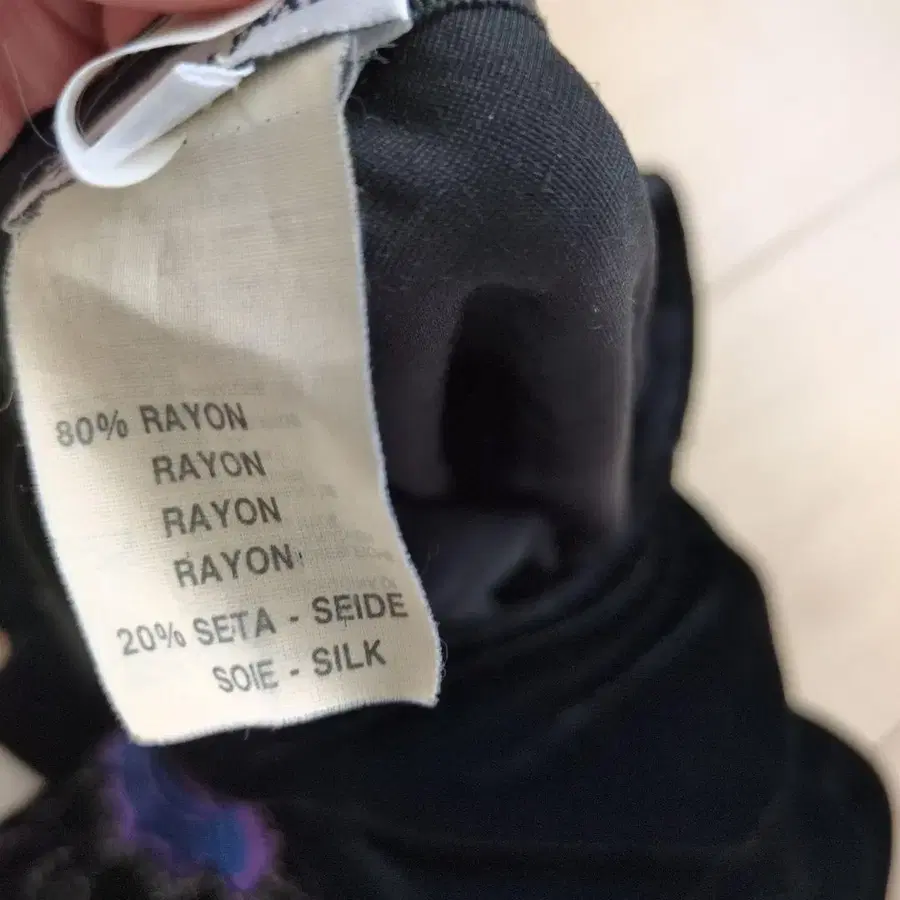 80% RAYON
RAYON
RAYON
RAYON
20% SETA - SEIDE
SOIE - SILK